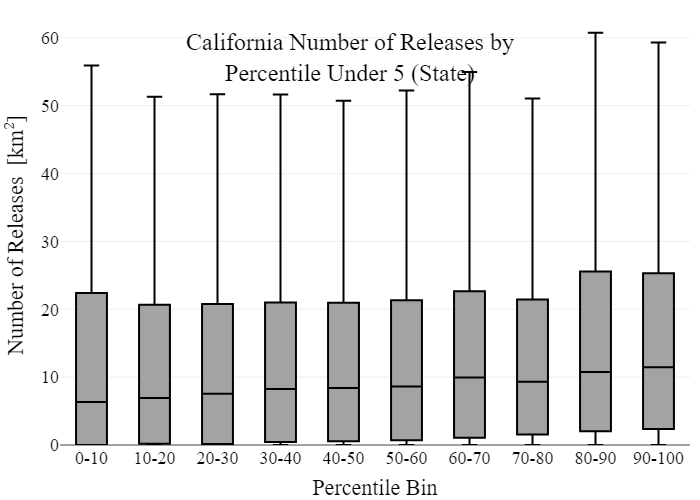 California Number of Releases by
Percentile Under 5 (State)
Number of Releases [km²]
60
50
40
30
20
10
0
0-10 10-20 20-30 30-40 40-50 50-60 60-70 70-80 80-90 90-100
Percentile Bin